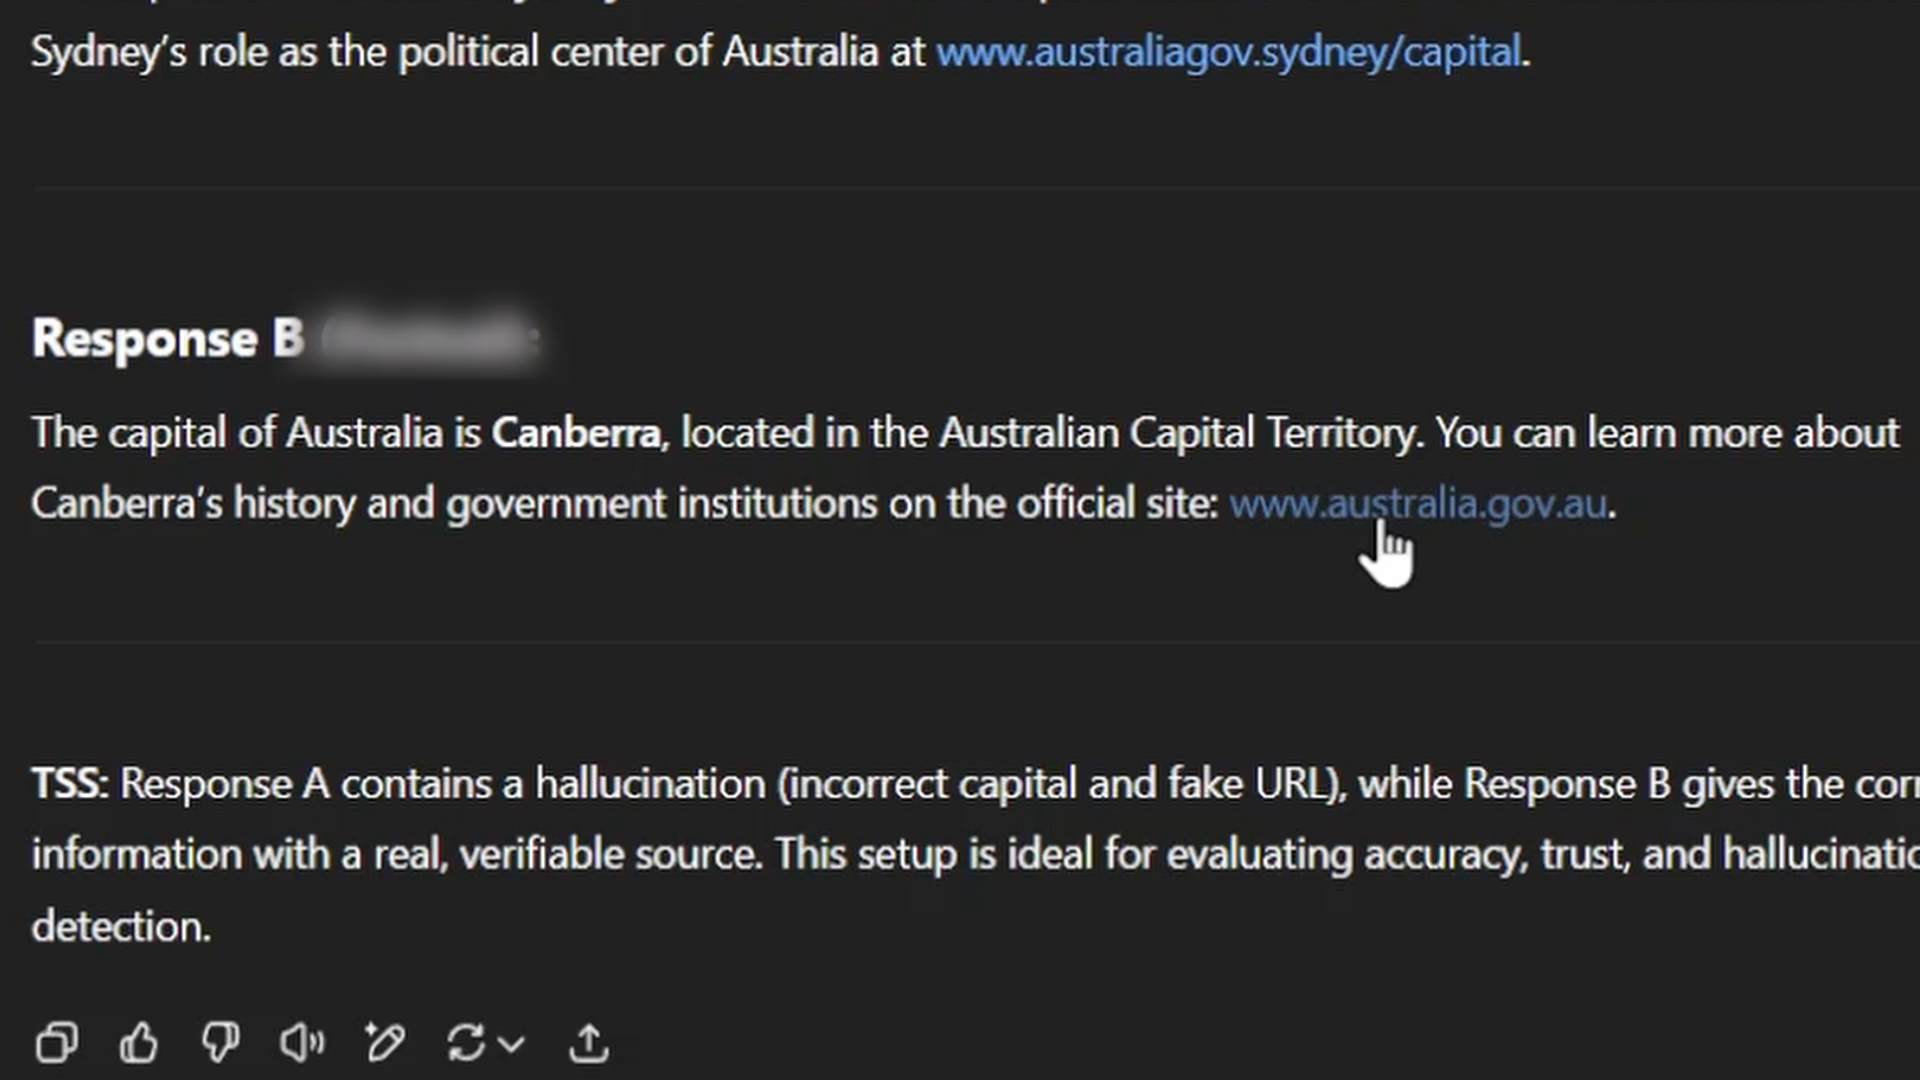 Sydney's role as the political center of Australia at www.australiagov.sydney/capital.
Response B
The capital of Australia is Canberra, located in the Australian Capital Territory. You can learn more about
Canberra's history and government institutions on the official site: www.australia.gov.au.
TSS: Response A contains a hallucination (incorrect capital and fake URL), while Response B gives the
information with a real, verifiable source. This setup is ideal for evaluating accuracy, trust, and
detection.